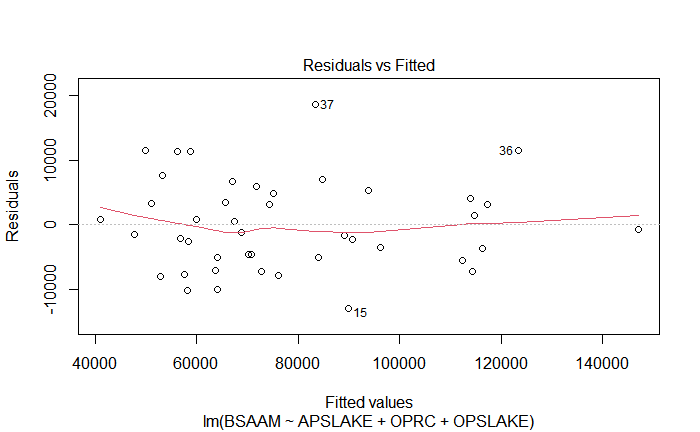 Residuals vs Fitted
Residuals
20000
10000
0
-10000
37
36
15
40000 60000 80000 100000 120000 140000
Fitted values
lm(BSAAM ~ APSLAKE + OPRC + OPSLAKE)